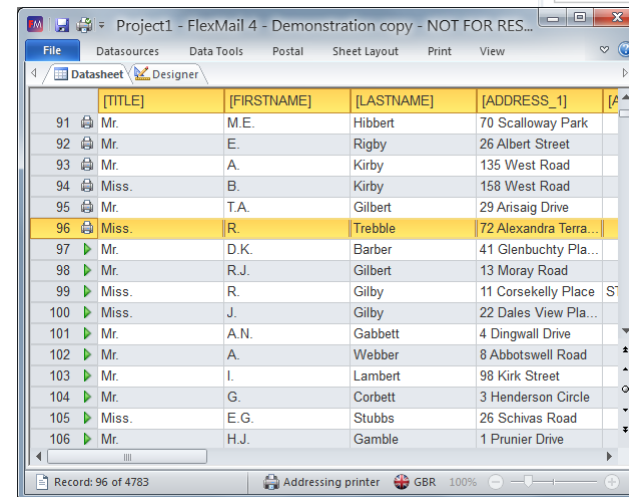 FM Project1 - FlexMail 4 - Demonstration copy - NOT FOR RES...
File Datasources Data Tools Postal Sheet Layout Print View
Datasheet Designer
[TITLE] [FIRSTNAME] [LASTNAME] [ADDRESS_1] [A
91 Mr. M.E. Hibbert 70 Scalloway Park
92 Mr. E. Rigby 26 Albert Street
93 Mr. A. Kirby 135 West Road
94 Miss. B. Kirby 158 West Road
95 Mr. T.A. Gilbert 29 Arisaig Drive
96 Miss. R. Trebble 72 Alexandra Terra...
97 Mr. D.K. Barber 41 Glenbuchty Pla...
98 Mr. R.J. Gilbert 13 Moray Road
99 Miss. R. Gilby 11 Corsekelly Place ST
100 Miss. J. Gilby 22 Dales View Pla...
101 Mr. A.N. Gabbett 4 Dingwall Drive
102 Mr. A. Webber 8 Abbotswell Road
103 Mr. I. Lambert 98 Kirk Street
104 Mr. G. Corbett 3 Henderson Circle
105 Miss. E.G. Stubbs 26 Schivas Road
106 Mr. H.J. Gamble 1 Prunier Drive
Record: 96 of 4783 Addressing printer GBR 100%